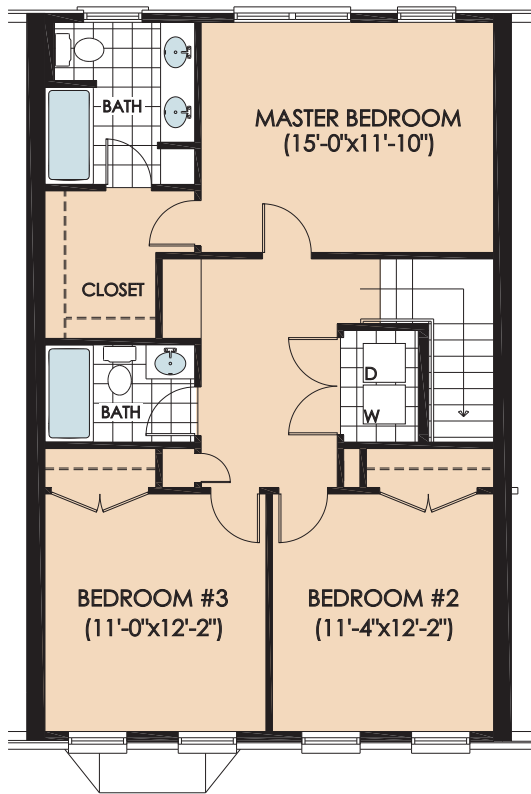 BATH
MASTER BEDROOM
(15'-0"x11'-10")
CLOSET
D
BATH
W
BEDROOM #3
(11'-0"x12'-2")
BEDROOM #2
(11'-4"x12'-2")